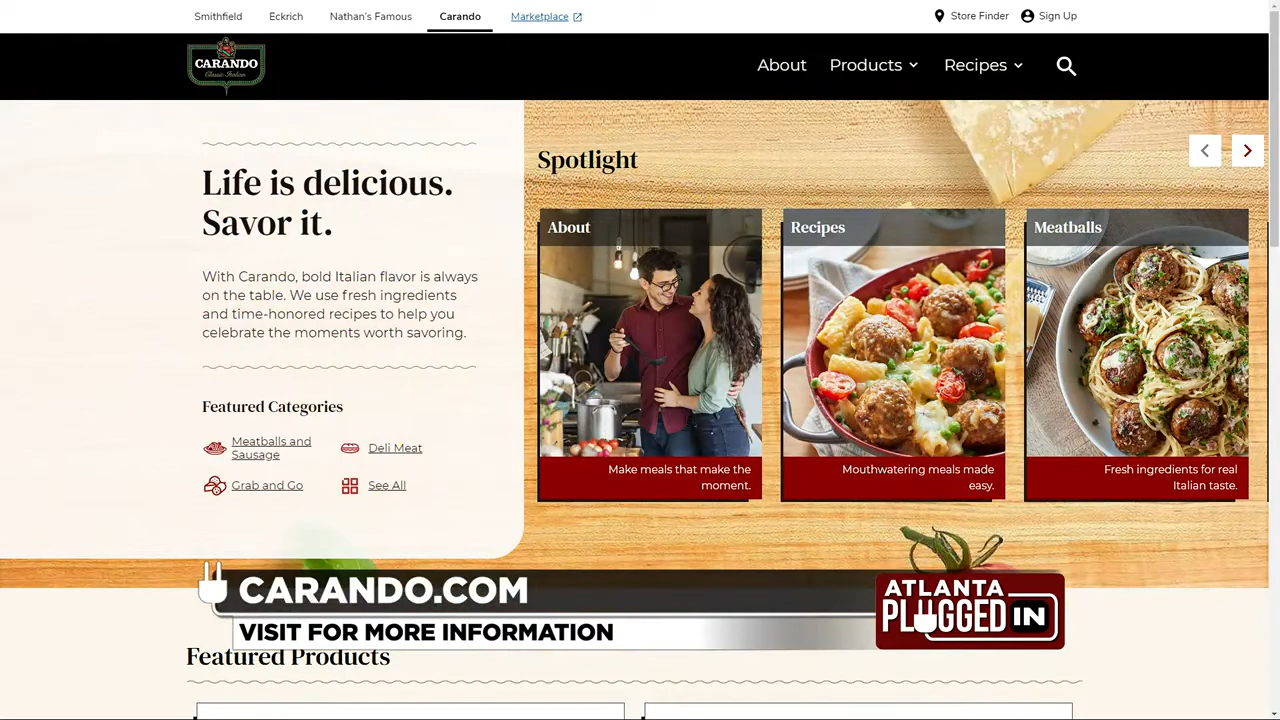 Smithfield
Eckrich
Nathan's Famous
Carando
Marketplace
Store Finder
Sign Up
CARANDO
Classic Italian
About
Products
Recipes
Life is delicious.
Savor it.
With Carando, bold Italian flavor is always
on the table. We use fresh ingredients
and time-honored recipes to help you
celebrate the moments worth savoring.
Featured Categories
Meatballs and
Sausage
Deli Meat
Grab and Go
See All
Spotlight
About
Make meals that make the
moment.
Recipes
Mouthwatering meals made
easy.
Meatballs
Fresh ingredients for real
Italian taste.
CARANDO.COM
VISIT FOR MORE INFORMATION
ATLANTA
PLUGGED IN
Featured Products